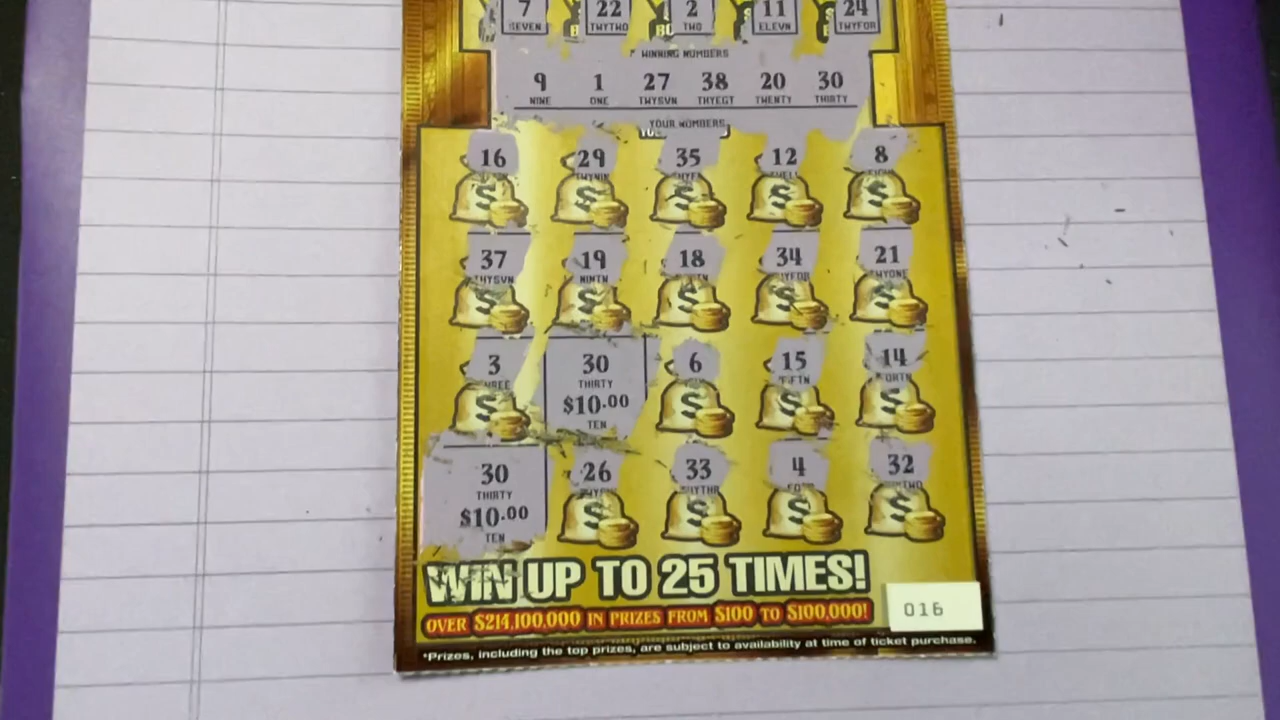 7 22 2 11 24
SEVEN TWYTWO TWO ELEVN TWYFOR
WINNING NUMBERS
9 1 27 38 20 30
NINE ONE TWYSVN THYEGT TWENTY THIRTY
YOUR NUMBERS
16 29 35 12 8
37 19 18 34 21
THYSVN NINTN TWYONE
3 30 6 15 14
THIRTY
$10.00
TEN
30 26 33 4 32
THIRTY
$10.00
TEN
WIN UP TO 25 TIMES!
OVER $214,100,000 IN PRIZES FROM $100 TO $100,000!
016
*Prizes, including the top prizes, are subject to availability at time of ticket purchase.